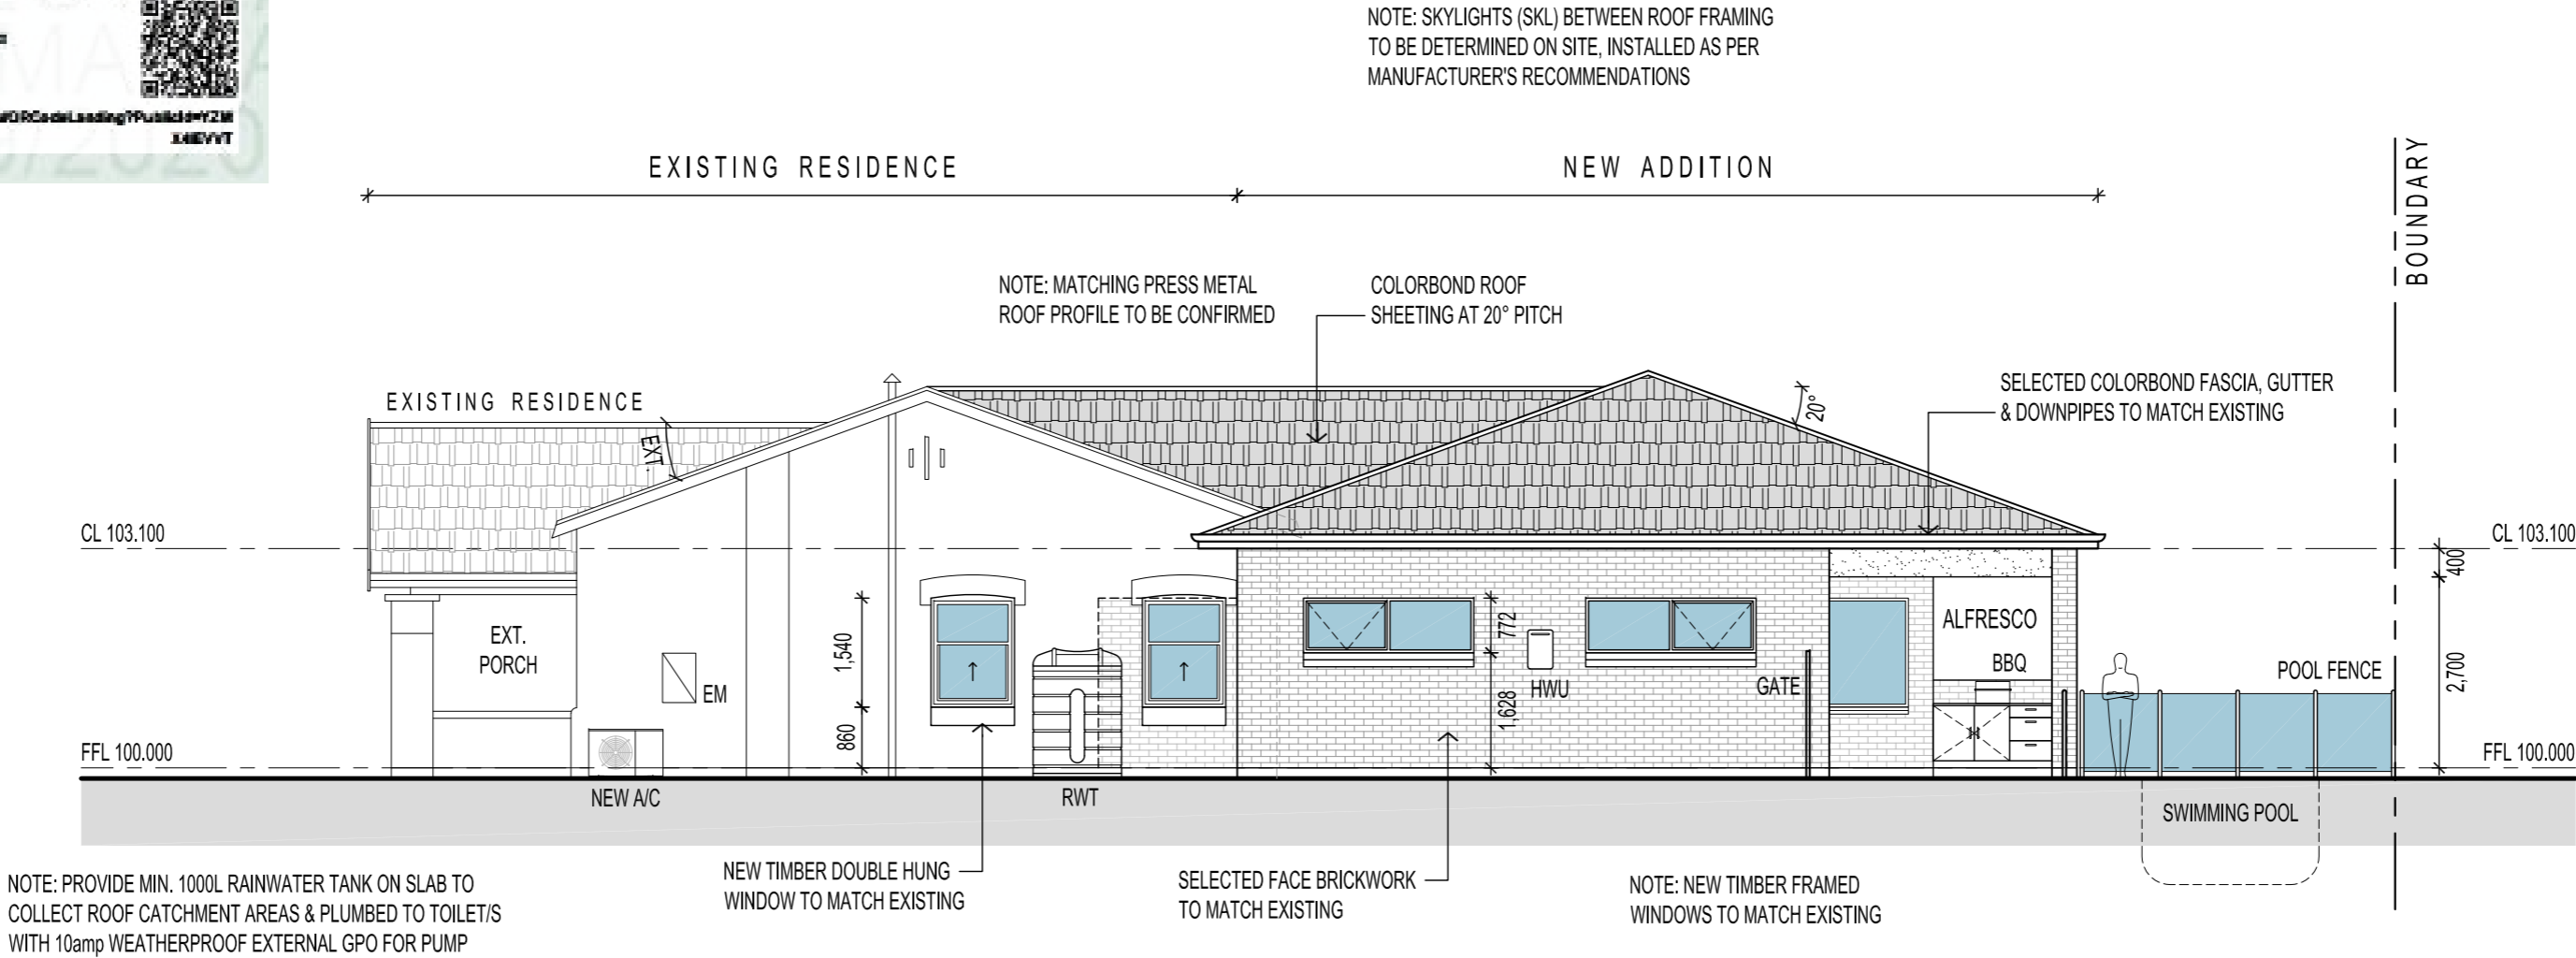 NOTE: SKYLIGHTS (SKL) BETWEEN ROOF FRAMING
TO BE DETERMINED ON SITE, INSTALLED AS PER
MANUFACTURER'S RECOMMENDATIONS
EXISTING RESIDENCE
NEW ADDITION
BOUNDARY
NOTE: MATCHING PRESS METAL
ROOF PROFILE TO BE CONFIRMED
COLORBOND ROOF
SHEETING AT 20° PITCH
SELECTED COLORBOND FASCIA, GUTTER
& DOWNPIPES TO MATCH EXISTING
EXISTING RESIDENCE
EXT.
20°
CL 103.100
CL 103.100
400
2,700
EXT.
PORCH
EM
1,540
860
772
1,628
HWU
GATE
ALFRESCO
BBQ
POOL FENCE
FFL 100.000
FFL 100.000
NEW A/C
RWT
SWIMMING POOL
NEW TIMBER DOUBLE HUNG
WINDOW TO MATCH EXISTING
SELECTED FACE BRICKWORK
TO MATCH EXISTING
NOTE: NEW TIMBER FRAMED
WINDOWS TO MATCH EXISTING
NOTE: PROVIDE MIN. 1000L RAINWATER TANK ON SLAB TO
COLLECT ROOF CATCHMENT AREAS & PLUMBED TO TOILET/S
WITH 10amp WEATHERPROOF EXTERNAL GPO FOR PUMP